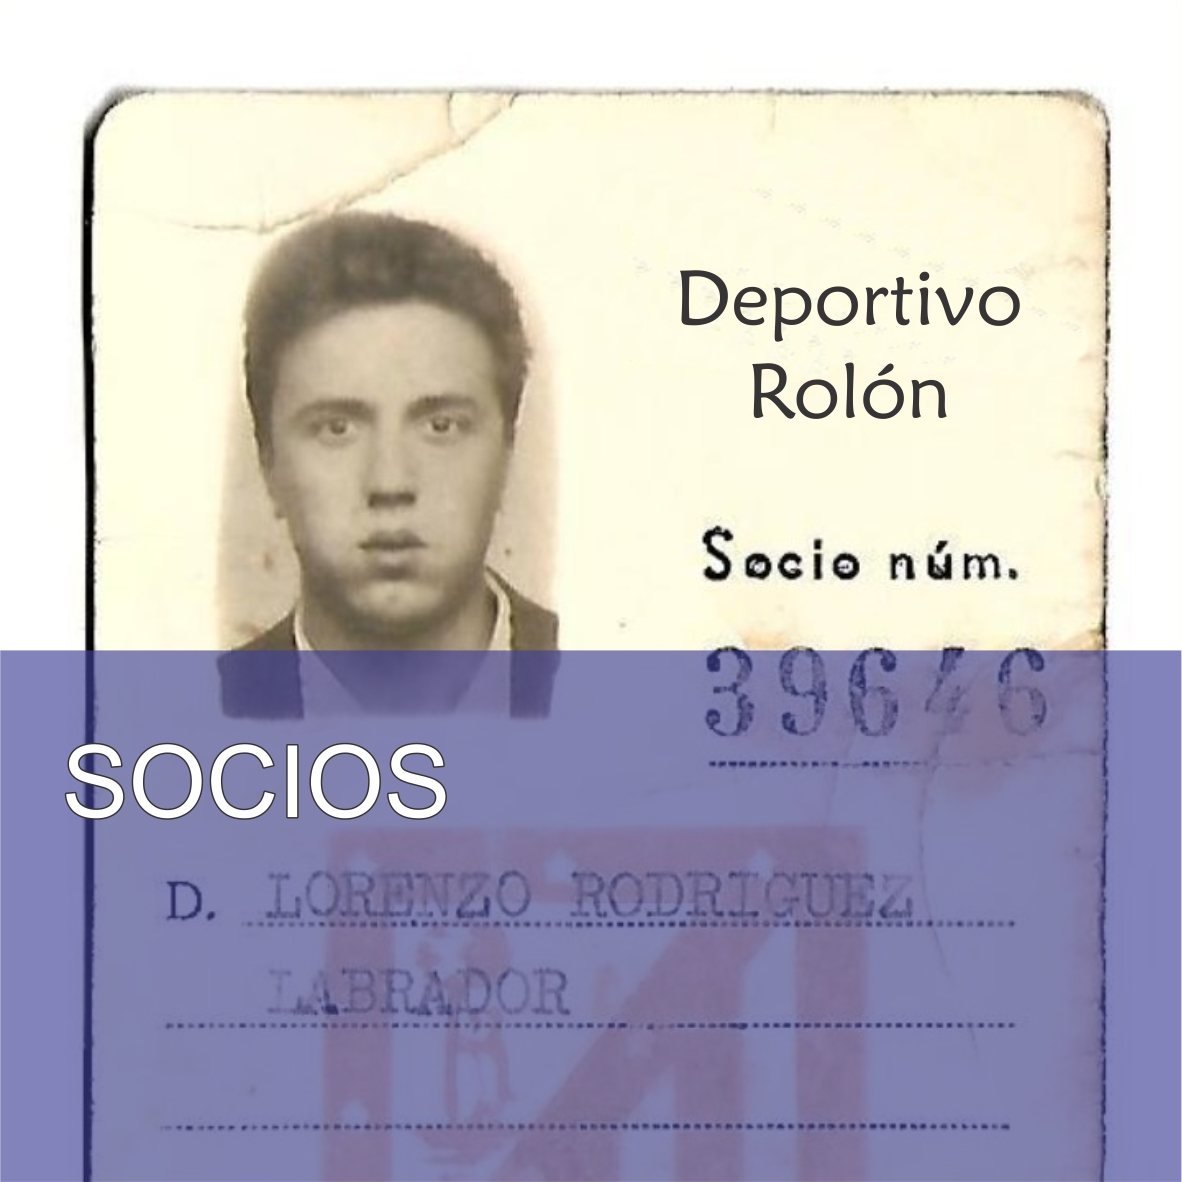 Deportivo
Rolón
Socio núm.
39646
SOCIOS
D. LORENZO RODRIGUEZ
LABRADOR